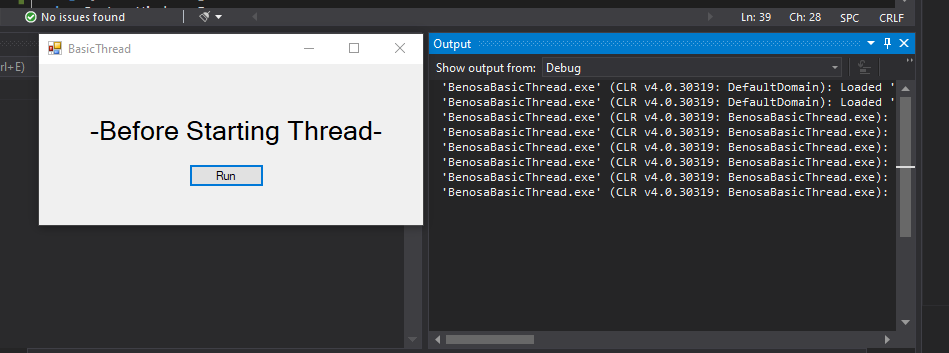 No issues found
Ln: 39 Ch: 28 SPC CRLF
BasicThread
rl+E)
-Before Starting Thread-
Run
Output
Show output from: Debug
'BenosaBasicThread.exe' (CLR v4.0.30319: DefaultDomain): Loaded '
'BenosaBasicThread.exe' (CLR v4.0.30319: DefaultDomain): Loaded '
'BenosaBasicThread.exe' (CLR v4.0.30319: BenosaBasicThread.exe):
'BenosaBasicThread.exe' (CLR v4.0.30319: BenosaBasicThread.exe):
'BenosaBasicThread.exe' (CLR v4.0.30319: BenosaBasicThread.exe):
'BenosaBasicThread.exe' (CLR v4.0.30319: BenosaBasicThread.exe):
'BenosaBasicThread.exe' (CLR v4.0.30319: BenosaBasicThread.exe):
'BenosaBasicThread.exe' (CLR v4.0.30319: BenosaBasicThread.exe):